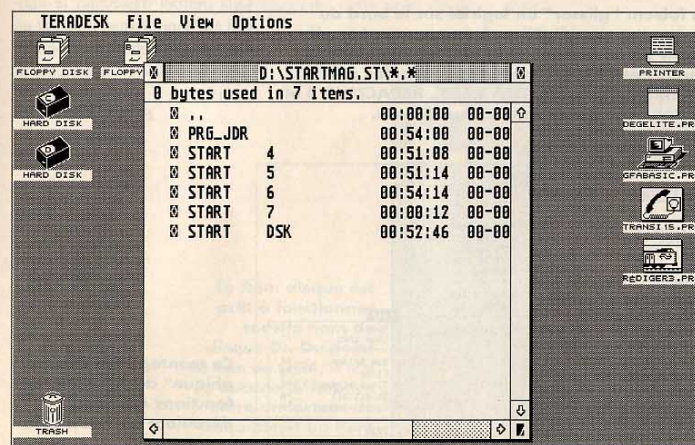 TERADESK File View Options
FLOPPY DISK FLOPPY
D:\STARTMAG.ST\*.*
0 bytes used in 7 items.
.. 00:00:00 00-00
PRG_JDR 00:54:00 00-00
START 4 00:51:08 00-00
START 5 00:51:14 00-00
START 6 00:54:14 00-00
START 7 00:00:12 00-00
START DSK 00:52:46 00-00
HARD DISK
HARD DISK
TRASH
PRINTER
DEGELITE.PR
GFABASIC.PR
TRANSI15.PR
RÉDIGER3.PR